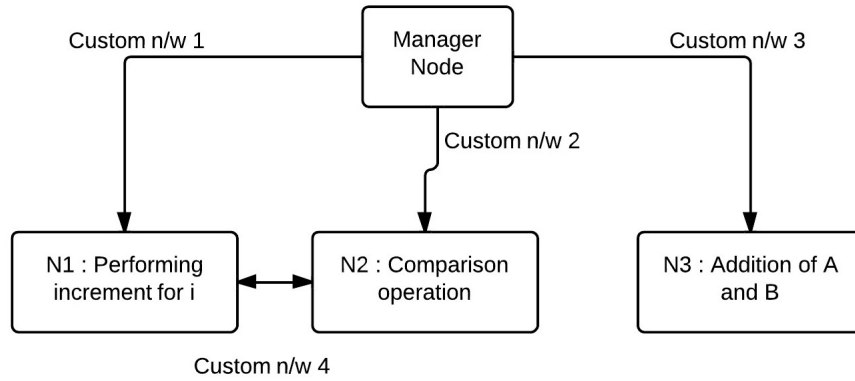 Custom n/w 1
Manager
Node
Custom n/w 3
Custom n/w 2
N1 : Performing
increment for i
N2 : Comparison
operation
N3 : Addition of A
and B
Custom n/w 4